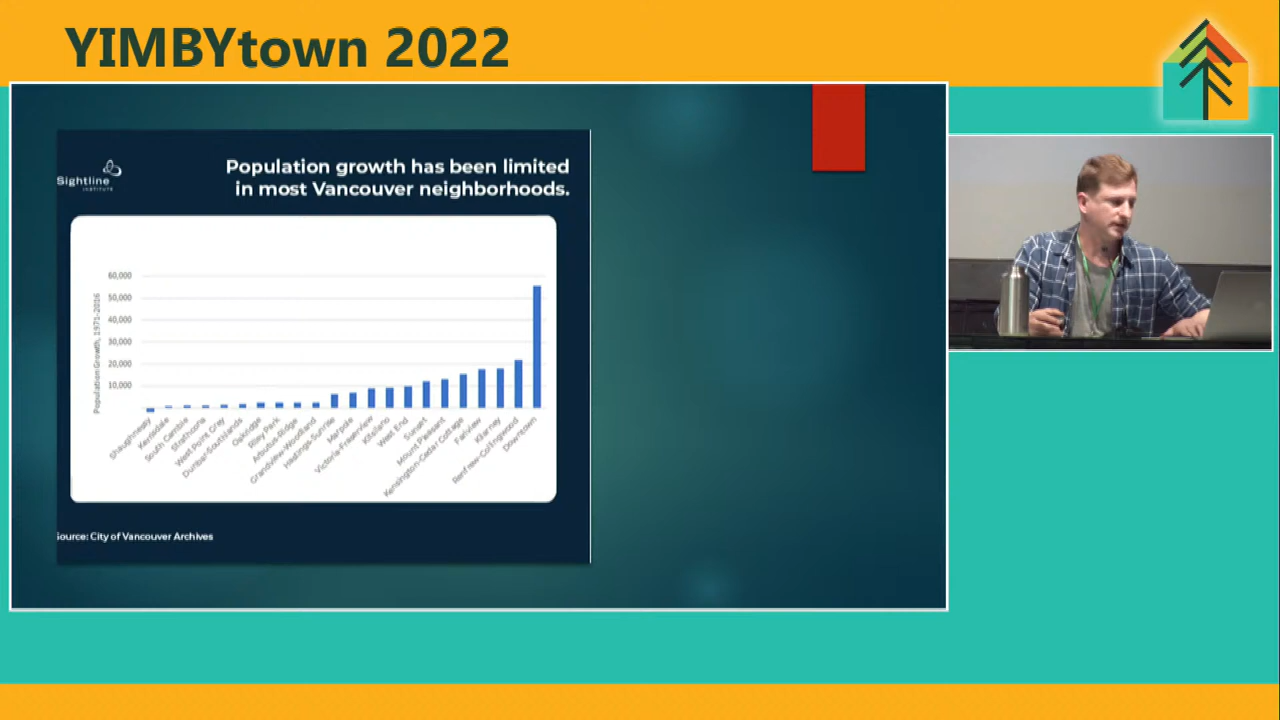 YIMBYtown 2022
Sightline
INSTITUTE
Population growth has been limited
in most Vancouver neighborhoods.
Population Growth, 1971-2016
60,000
50,000
40,000
30,000
20,000
10,000
Shaughnessy
Kerrisdale
South Cambie
Strathcona
West Point Grey
Dunbar-Southlands
Oakridge
Riley Park
Arbutus-Ridge
Grandview-Woodland
Hastings-Sunrise
Marpole
Victoria-Fraserview
Kitsilano
West End
Sunset
Mount Pleasant
Kensington-Cedar Cottage
Fairview
Killarney
Renfrew-Collingwood
Downtown
Source: City of Vancouver Archives